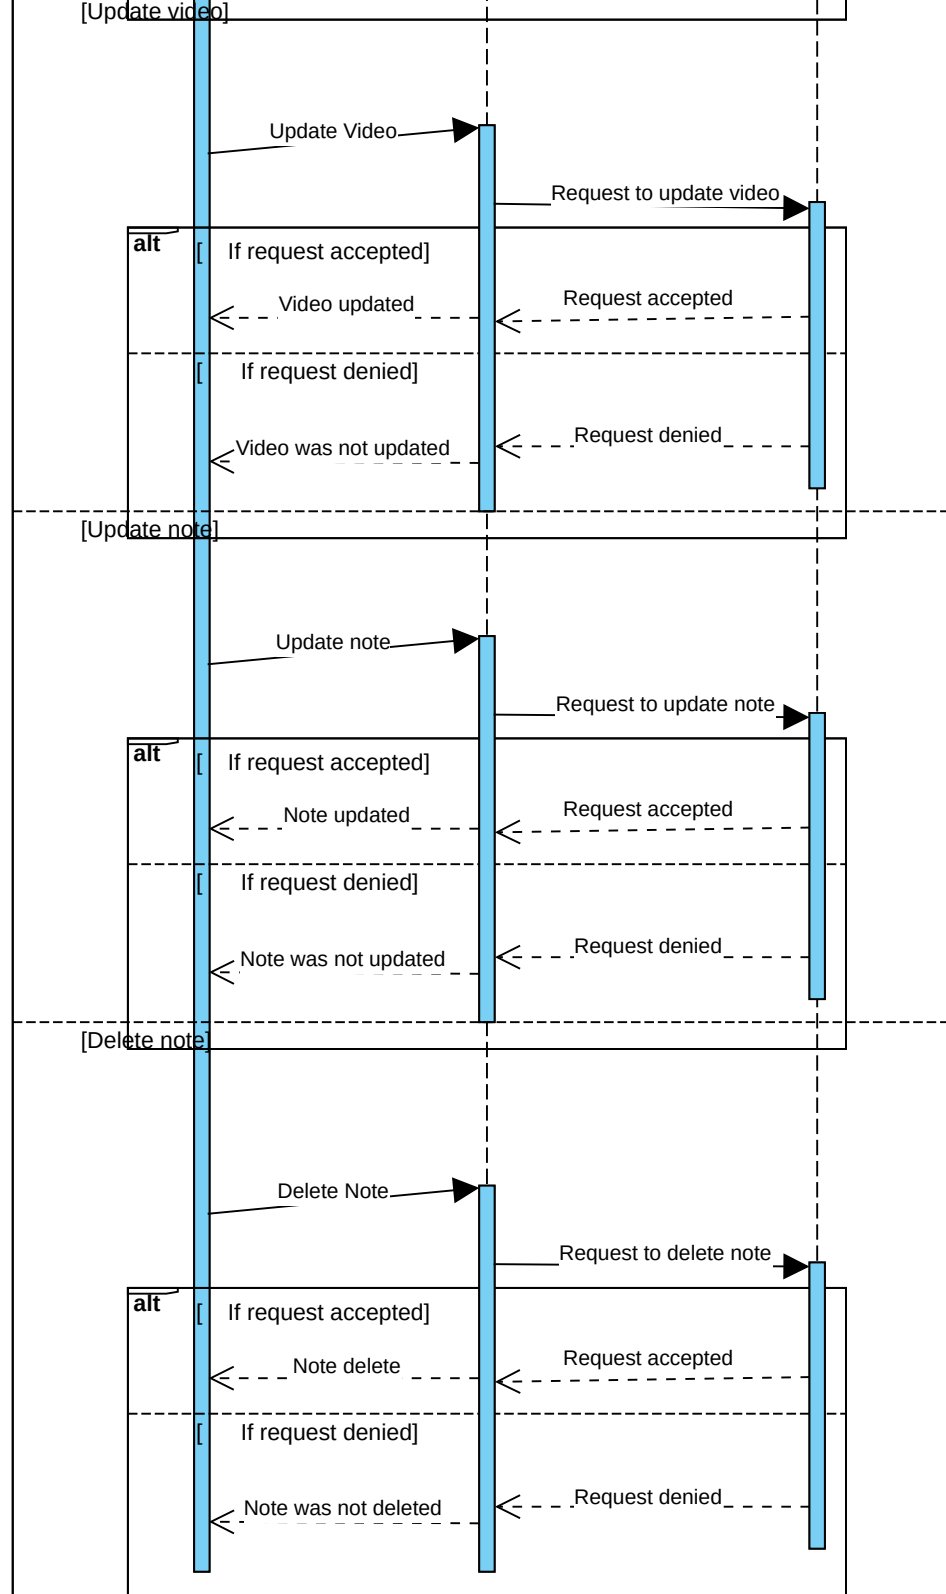 [Update video]
Update Video
Request to update video
alt
[ If request accepted]
Video updated
Request accepted
[ If request denied]
Request denied
Video was not updated
[Update note]
Update note
Request to update note
alt
[ If request accepted]
Note updated
Request accepted
[ If request denied]
Request denied
Note was not updated
[Delete note]
Delete Note
Request to delete note
alt
[ If request accepted]
Note delete
Request accepted
[ If request denied]
Request denied
Note was not deleted